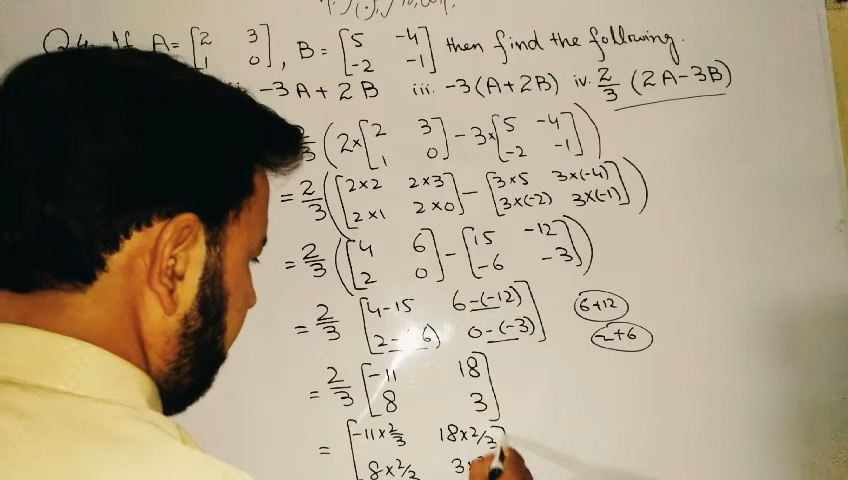 Q4. If A = [2 3 1 0], B = [5 -4 -2 -1] then find the following.
-3A + 2B iii. -3(A+2B) iv. 2/3 (2A-3B)
2/3 (2×[2 3 1 0] - 3×[5 -4 -2 -1])
= 2/3 ([2×2 2×3 2×1 2×0] - [3×5 3×(-4) 3×(-2) 3×(-1)])
= 2/3 ([4 6 2 0] - [15 -12 -6 -3])
= 2/3 [4-15 6-(-12)
6+12
0-(-3)]
2+6
= 2/3 [-11 18 8 3]
= [-11×2/3 18×2/3
8×2/